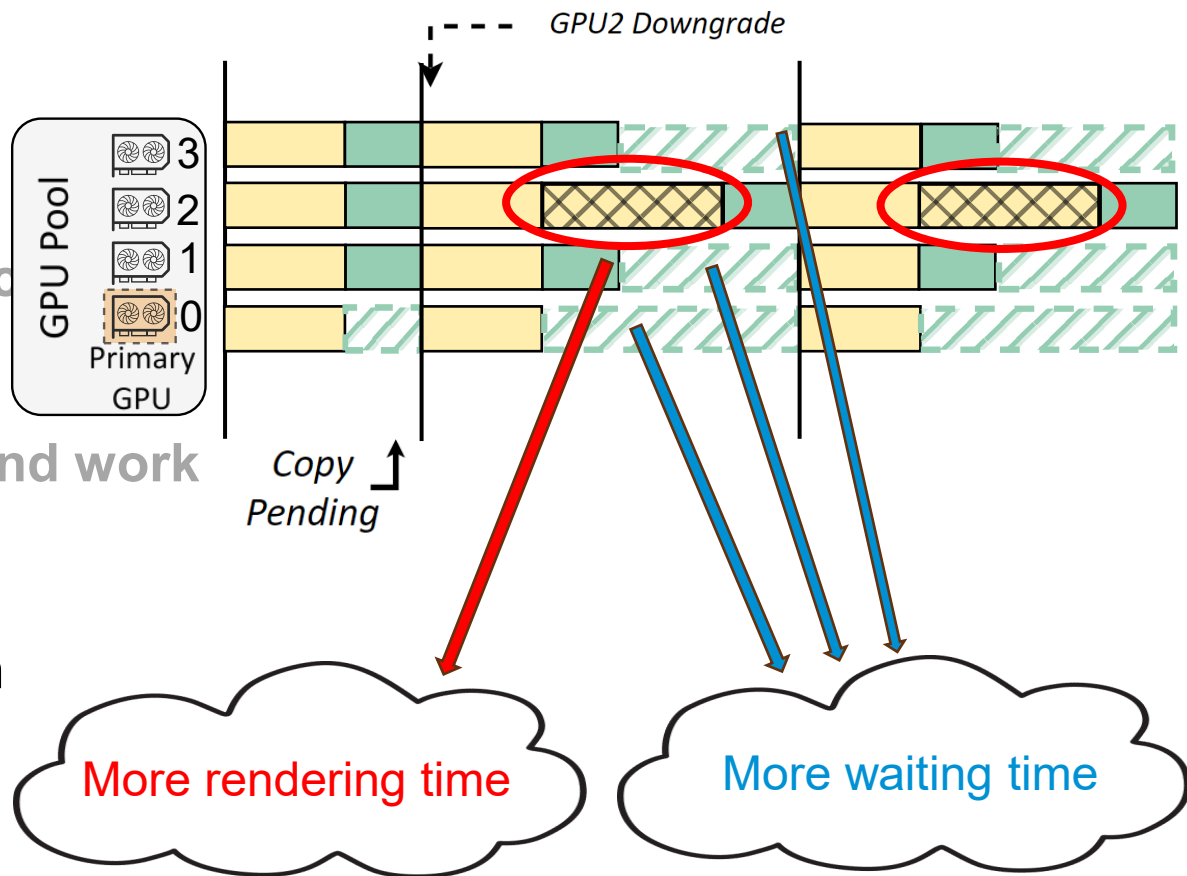 GPU2 Downgrade
GPU Pool
3
2
1
0
Primary
GPU
nd work
Copy
Pending
More rendering time
More waiting time